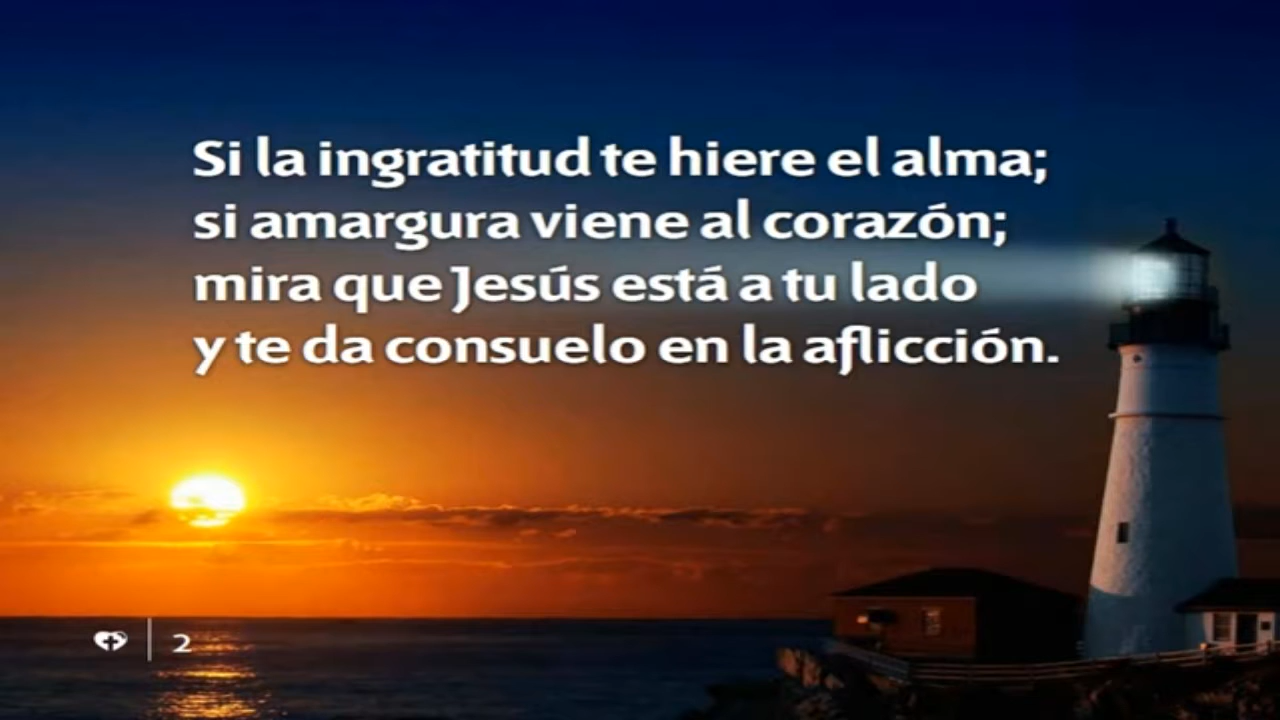 Si la ingratitud te hiere el alma;
si amargura viene al corazón;
mira que Jesús está a tu lado
y te da consuelo en la aflicción.
2